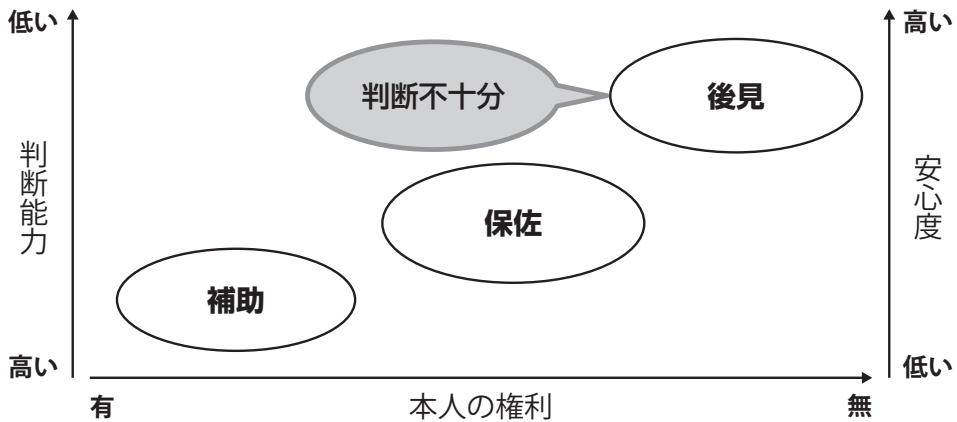 低い
高い
判断不十分
後見
判断能力
安心度
保佐
補助
高い
低い
有
本人の権利
無